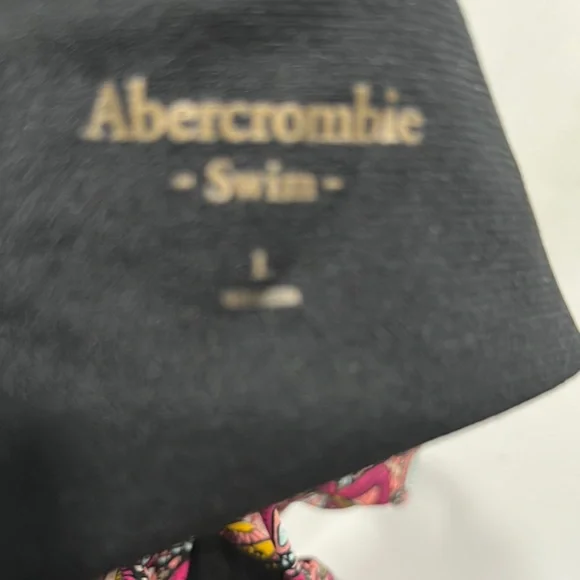 Abercrombie
- Swim -
L